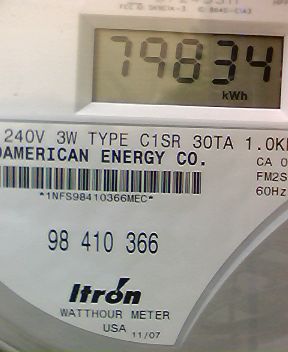 79834
kWh
240V 3W TYPE C1SR 30TA 1.0K
OAMERICAN ENERGY CO.
CA 0
FM2S
60Hz
*1NFS98410366MEC*
98 410 366
Itron
WATTHOUR METER
USA 11/07